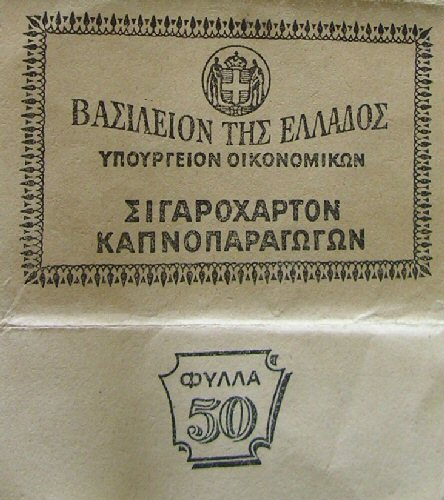 ΒΑΣΙΛΕΙΟΝ ΤΗΣ ΕΛΛΑΔΟΣ
ΥΠΟΥΡΓΕΙΟΝ ΟΙΚΟΝΟΜΙΚΩΝ
ΣΙΓΑΡΟΧΑΡΤΟΝ
ΚΑΠΝΟΠΑΡΑΓΩΓΩΝ
ΦΥΛΛΑ
50